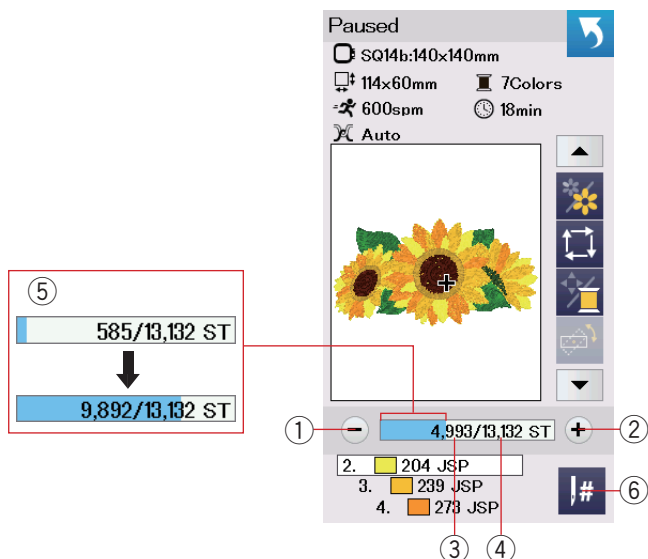 Paused
SQ14b:140x140mm
114x60mm 7Colors
600spm 18min
Auto
⑤
585/13,132 ST
9,892/13,132 ST
① − 4,993/13,132 ST + ②
2. 204 JSP
3. 239 JSP
4. 273 JSP
# ⑥
③ ④